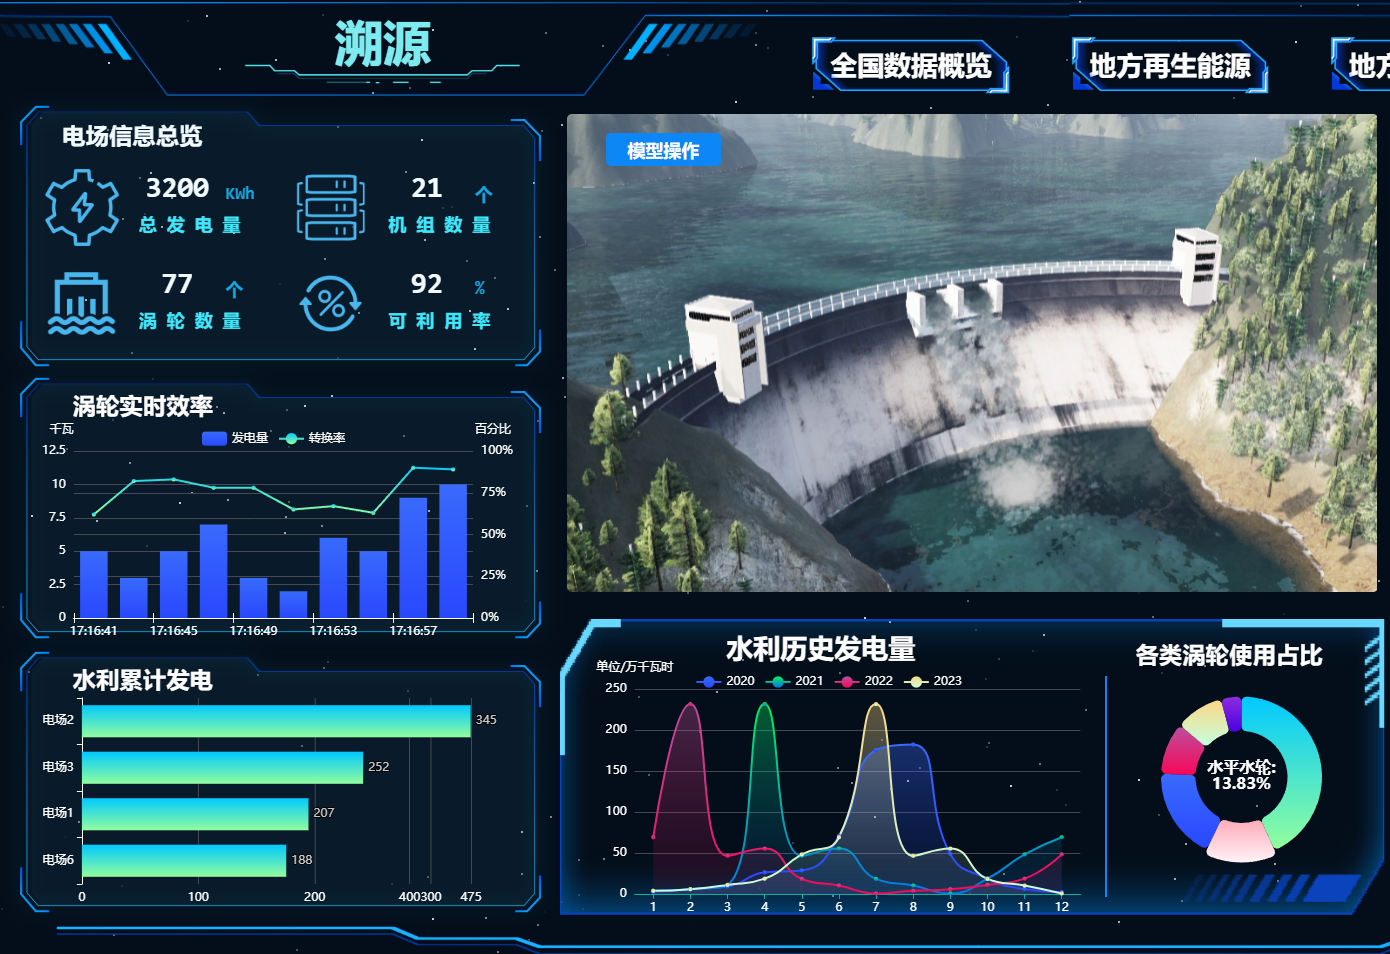 溯源
全国数据概览
地方再生能源
地方
电场信息总览
3200 KWh
总发电量
21 个
机组数量
77 个
涡轮数量
92 %
可利用率
模型操作
涡轮实时效率
千瓦
百分比
发电量 转换率
12.5
10
7.5
5
2.5
0
100%
75%
50%
25%
0%
17:16:41 17:16:45 17:16:49 17:16:53 17:16:57
水利累计发电
电场2 345
电场3 252
电场1 207
电场6 188
0 100 200 400 300 475
水利历史发电量
单位/万千瓦时
2020 2021 2022 2023
250
200
150
100
50
0
1 2 3 4 5 6 7 8 9 10 11 12
各类涡轮使用占比
水平水轮:
13.83%